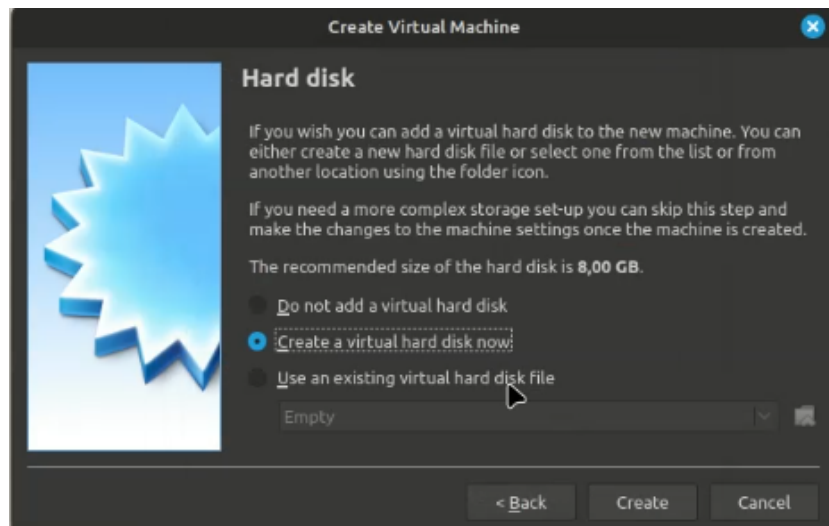 Create Virtual Machine
Hard disk
If you wish you can add a virtual hard disk to the new machine. You can
either create a new hard disk file or select one from the list or from
another location using the folder icon.
If you need a more complex storage set-up you can skip this step and
make the changes to the machine settings once the machine is created.
The recommended size of the hard disk is 8,00 GB.
Do not add a virtual hard disk
Create a virtual hard disk now
Use an existing virtual hard disk file
Empty
< Back Create Cancel